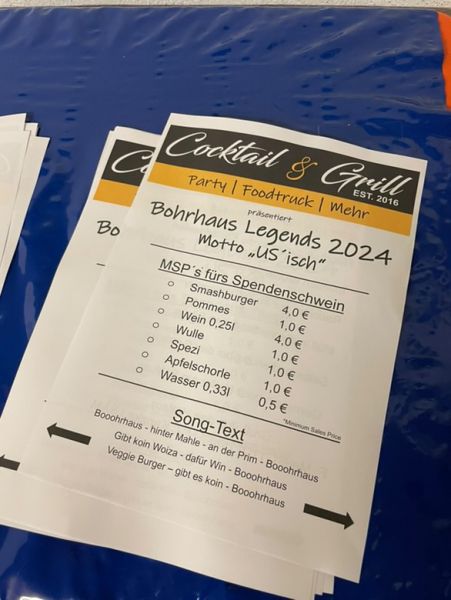 Cocktail & Grill
EST. 2016
Party | Foodtruck | Mehr
präsentiert
Bohrhaus Legends 2024
Motto „US´isch"
MSP´s fürs Spendenschwein
o Smashburger 4,0 €
o Pommes 1,0 €
o Wein 0,25l 4,0 €
o Wulle 1,0 €
o Spezi 1,0 €
o Apfelschorle 1,0 €
o Wasser 0,33l 0,5 €
*Minimum Sales Price
Song-Text
Booohrhaus - hinter Mahle - an der Prim - Booohrhaus
Gibt koin Woiza - dafür Win - Booohrhaus
Veggie Burger – gibt es koin - Booohrhaus
Co
Bo